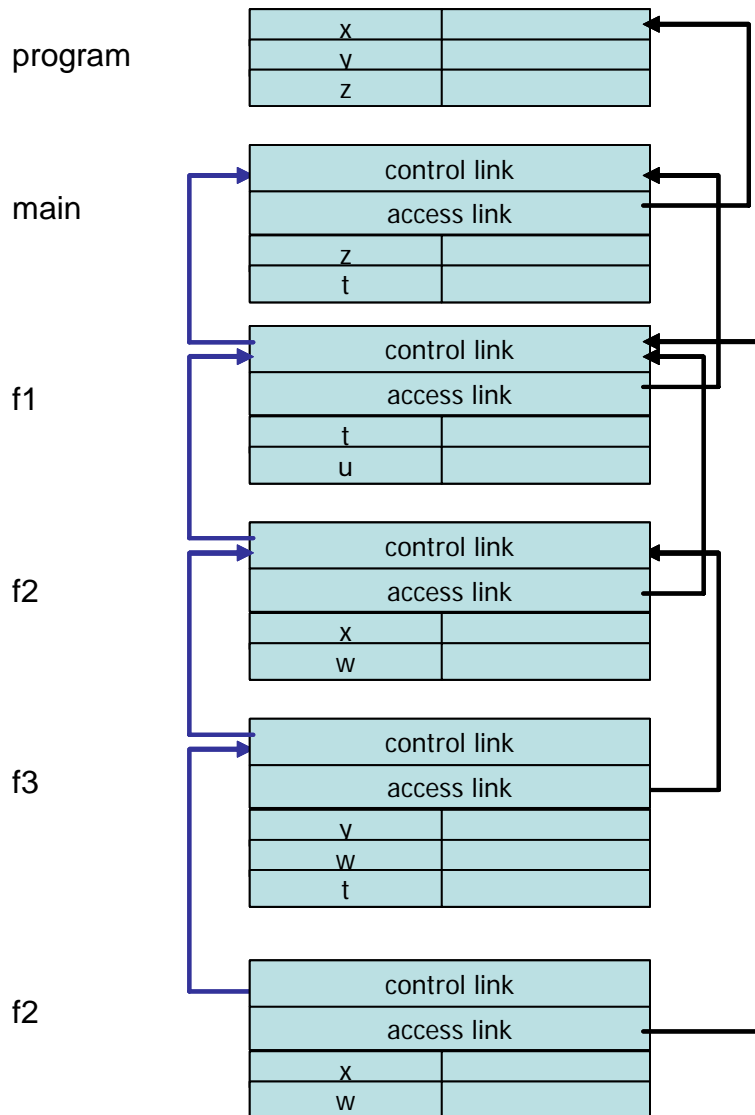 program
x
y
z
main
control link
access link
z
t
f1
control link
access link
t
u
f2
control link
access link
x
w
f3
control link
access link
y
w
t
f2
control link
access link
x
w